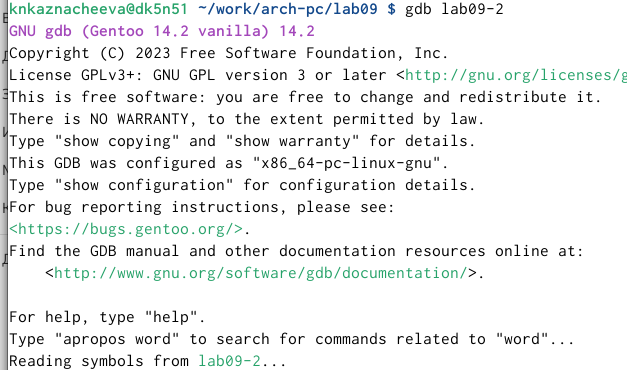 knkaznacheeva@dk5n51 ~/work/arch-pc/lab09 $ gdb lab09-2
GNU gdb (Gentoo 14.2 vanilla) 14.2
Copyright (C) 2023 Free Software Foundation, Inc.
License GPLv3+: GNU GPL version 3 or later <http://gnu.org/licenses/g
This is free software: you are free to change and redistribute it.
There is NO WARRANTY, to the extent permitted by law.
Type "show copying" and "show warranty" for details.
This GDB was configured as "x86_64-pc-linux-gnu".
Type "show configuration" for configuration details.
For bug reporting instructions, please see:
<https://bugs.gentoo.org/>.
Find the GDB manual and other documentation resources online at:
    <http://www.gnu.org/software/gdb/documentation/>.

For help, type "help".
Type "apropos word" to search for commands related to "word"...
Reading symbols from lab09-2...